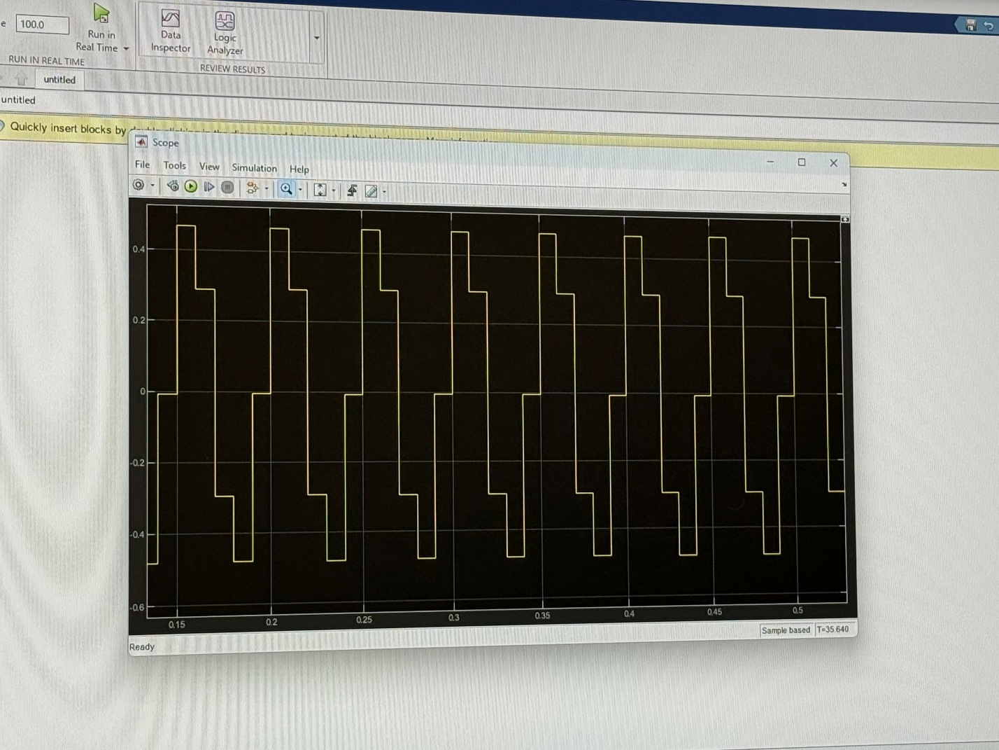 e 100.0
Run in
Real Time
Data
Inspector
Logic
Analyzer
RUN IN REAL TIME
REVIEW RESULTS
untitled
untitled
Quickly insert blocks by
Scope
File Tools View Simulation Help
0.4
0.2
0
-0.2
-0.4
-0.6
0.15 0.2 0.25 0.3 0.35 0.4 0.45 0.5
Ready
Sample based T=35.640